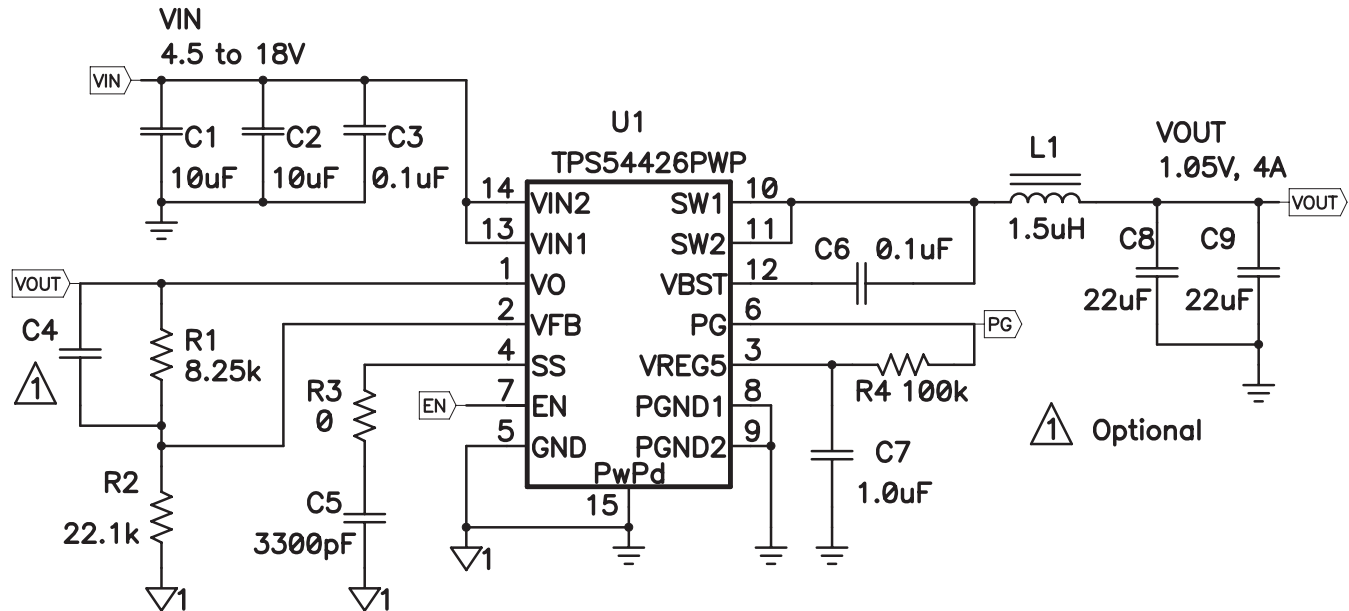 VIN
4.5 to 18V
VIN
C1
10uF
C2
10uF
C3
0.1uF
U1
TPS54426PWP
14
VIN2
13
VIN1
1
VO
2
VFB
4
SS
7
EN
5
GND
PwPd
15
SW1
10
SW2
11
VBST
12
PG
6
VREG5
3
PGND1
8
PGND2
9
VOUT
C4
1
R1
8.25k
R2
22.1k
1
R3
0
C5
3300pF
1
EN
1
C6
0.1uF
L1
1.5uH
VOUT
1.05V, 4A
VOUT
C8
22uF
C9
22uF
PG
R4 100k
C7
1.0uF
1 Optional